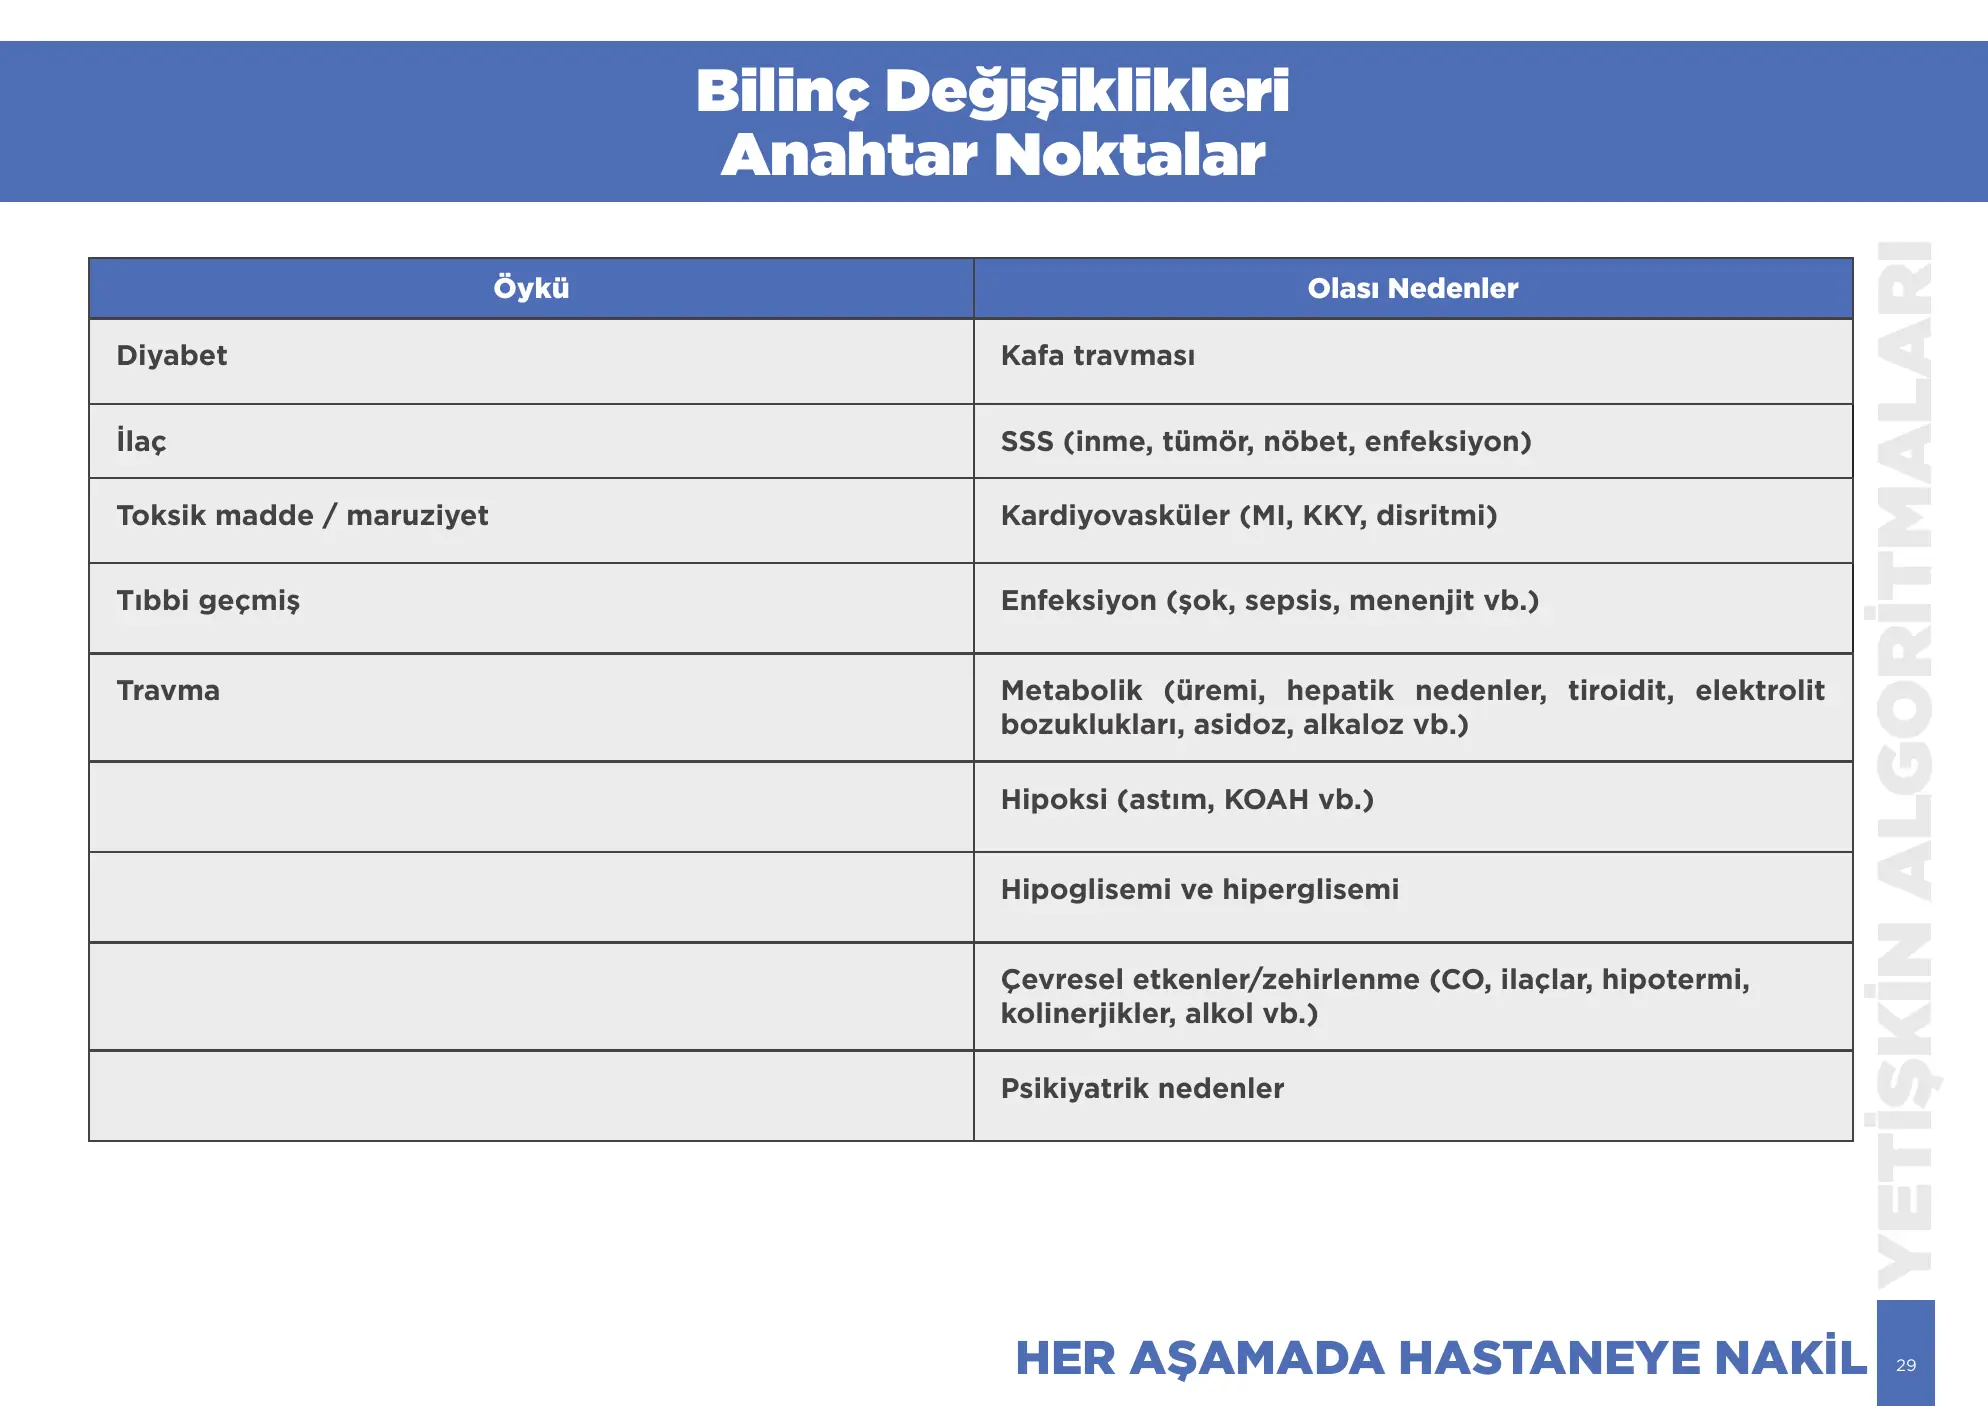 Bilinç Değişiklikleri
Anahtar Noktalar
Öykü
Olası Nedenler
Diyabet
Kafa travması
İlaç
SSS (inme, tümör, nöbet, enfeksiyon)
Toksik madde / maruziyet
Kardiyovasküler (MI, KKY, disritmi)
Tıbbi geçmiş
Enfeksiyon (şok, sepsis, menenjit vb.)
Travma
Metabolik (üremi, hepatik nedenler, tiroidit, elektrolit
bozuklukları, asidoz, alkaloz vb.)
Hipoksi (astım, KOAH vb.)
Hipoglisemi ve hiperglisemi
Çevresel etkenler/zehirlenme (CO, ilaçlar, hipotermi,
kolinerjikler, alkol vb.)
Psikiyatrik nedenler
YETİŞKİN ALGORİTMALARI
HER AŞAMADA HASTANEYE NAKİL
29